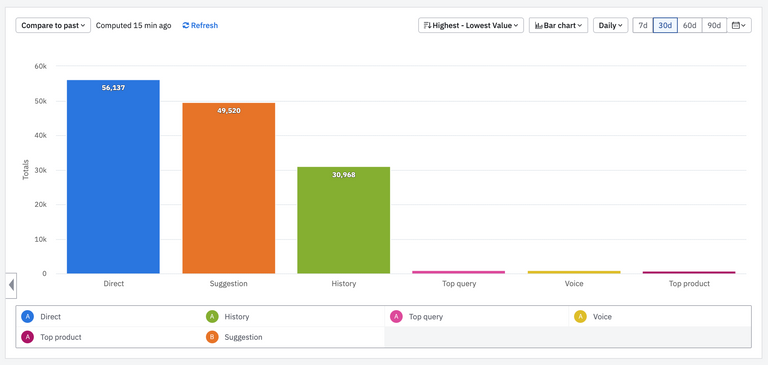 Compare to past Computed 15 min ago Refresh Highest - Lowest Value Bar chart Daily 7d 30d 60d 90d
Totals
60k
50k
40k
30k
20k
10k
0
56,137
49,520
30,968
Direct Suggestion History Top query Voice Top product
A Direct A History A Top query A Voice
A Top product B Suggestion